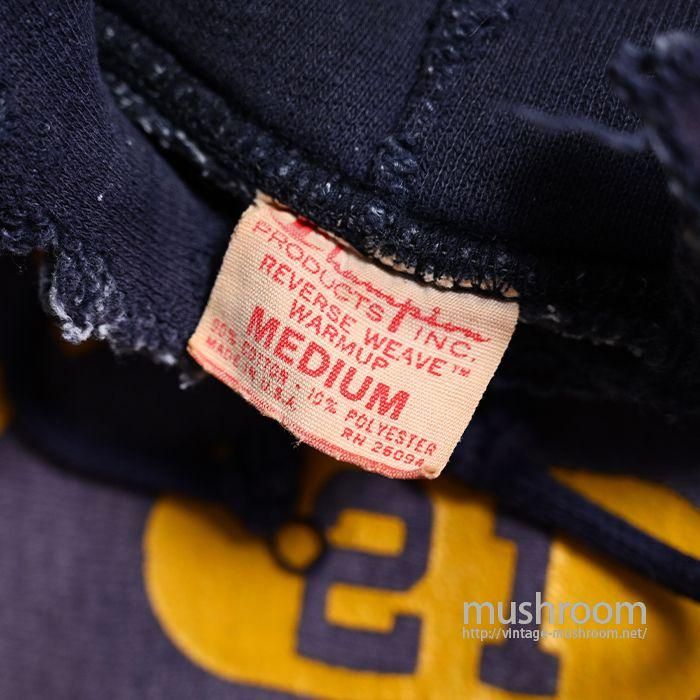 Champion
PRODUCTS INC.
REVERSE WEAVE™
WARMUP
MEDIUM
90% COTTON - 10% POLYESTER
MADE IN U.S.A.
RN 26094
21
mushroom
http://vintage-mushroom.net/